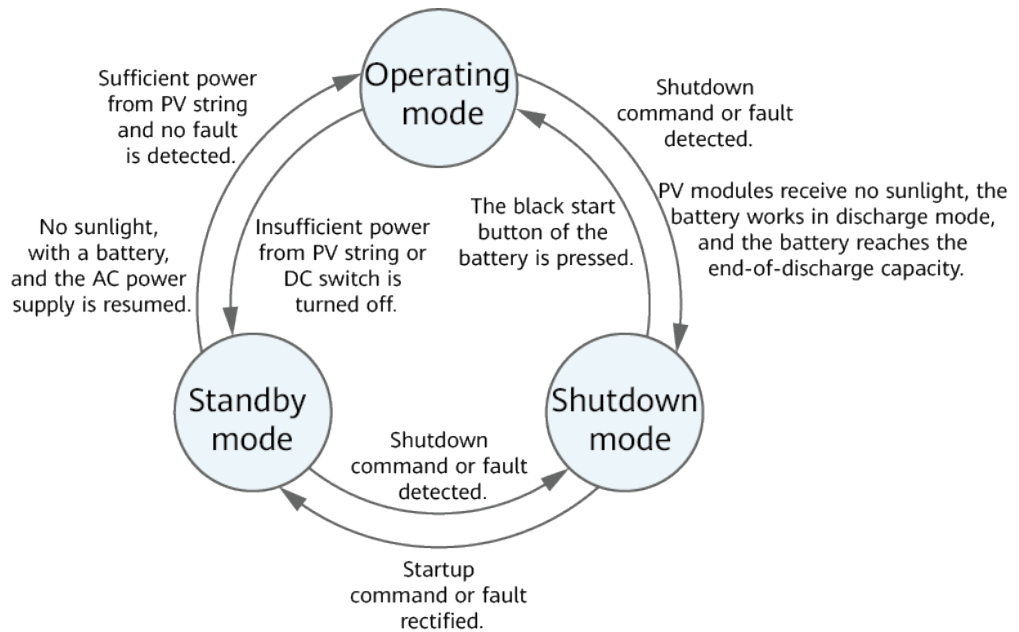 Operating
mode
Sufficient power
from PV string
and no fault
is detected.
Shutdown
command or fault
detected.
PV modules receive no sunlight, the
battery works in discharge mode,
and the battery reaches the
end-of-discharge capacity.
The black start
button of the
battery is pressed.
No sunlight,
with a battery,
and the AC power
supply is resumed.
Insufficient power
from PV string or
DC switch is
turned off.
Standby
mode
Shutdown
mode
Shutdown
command or fault
detected.
Startup
command or fault
rectified.